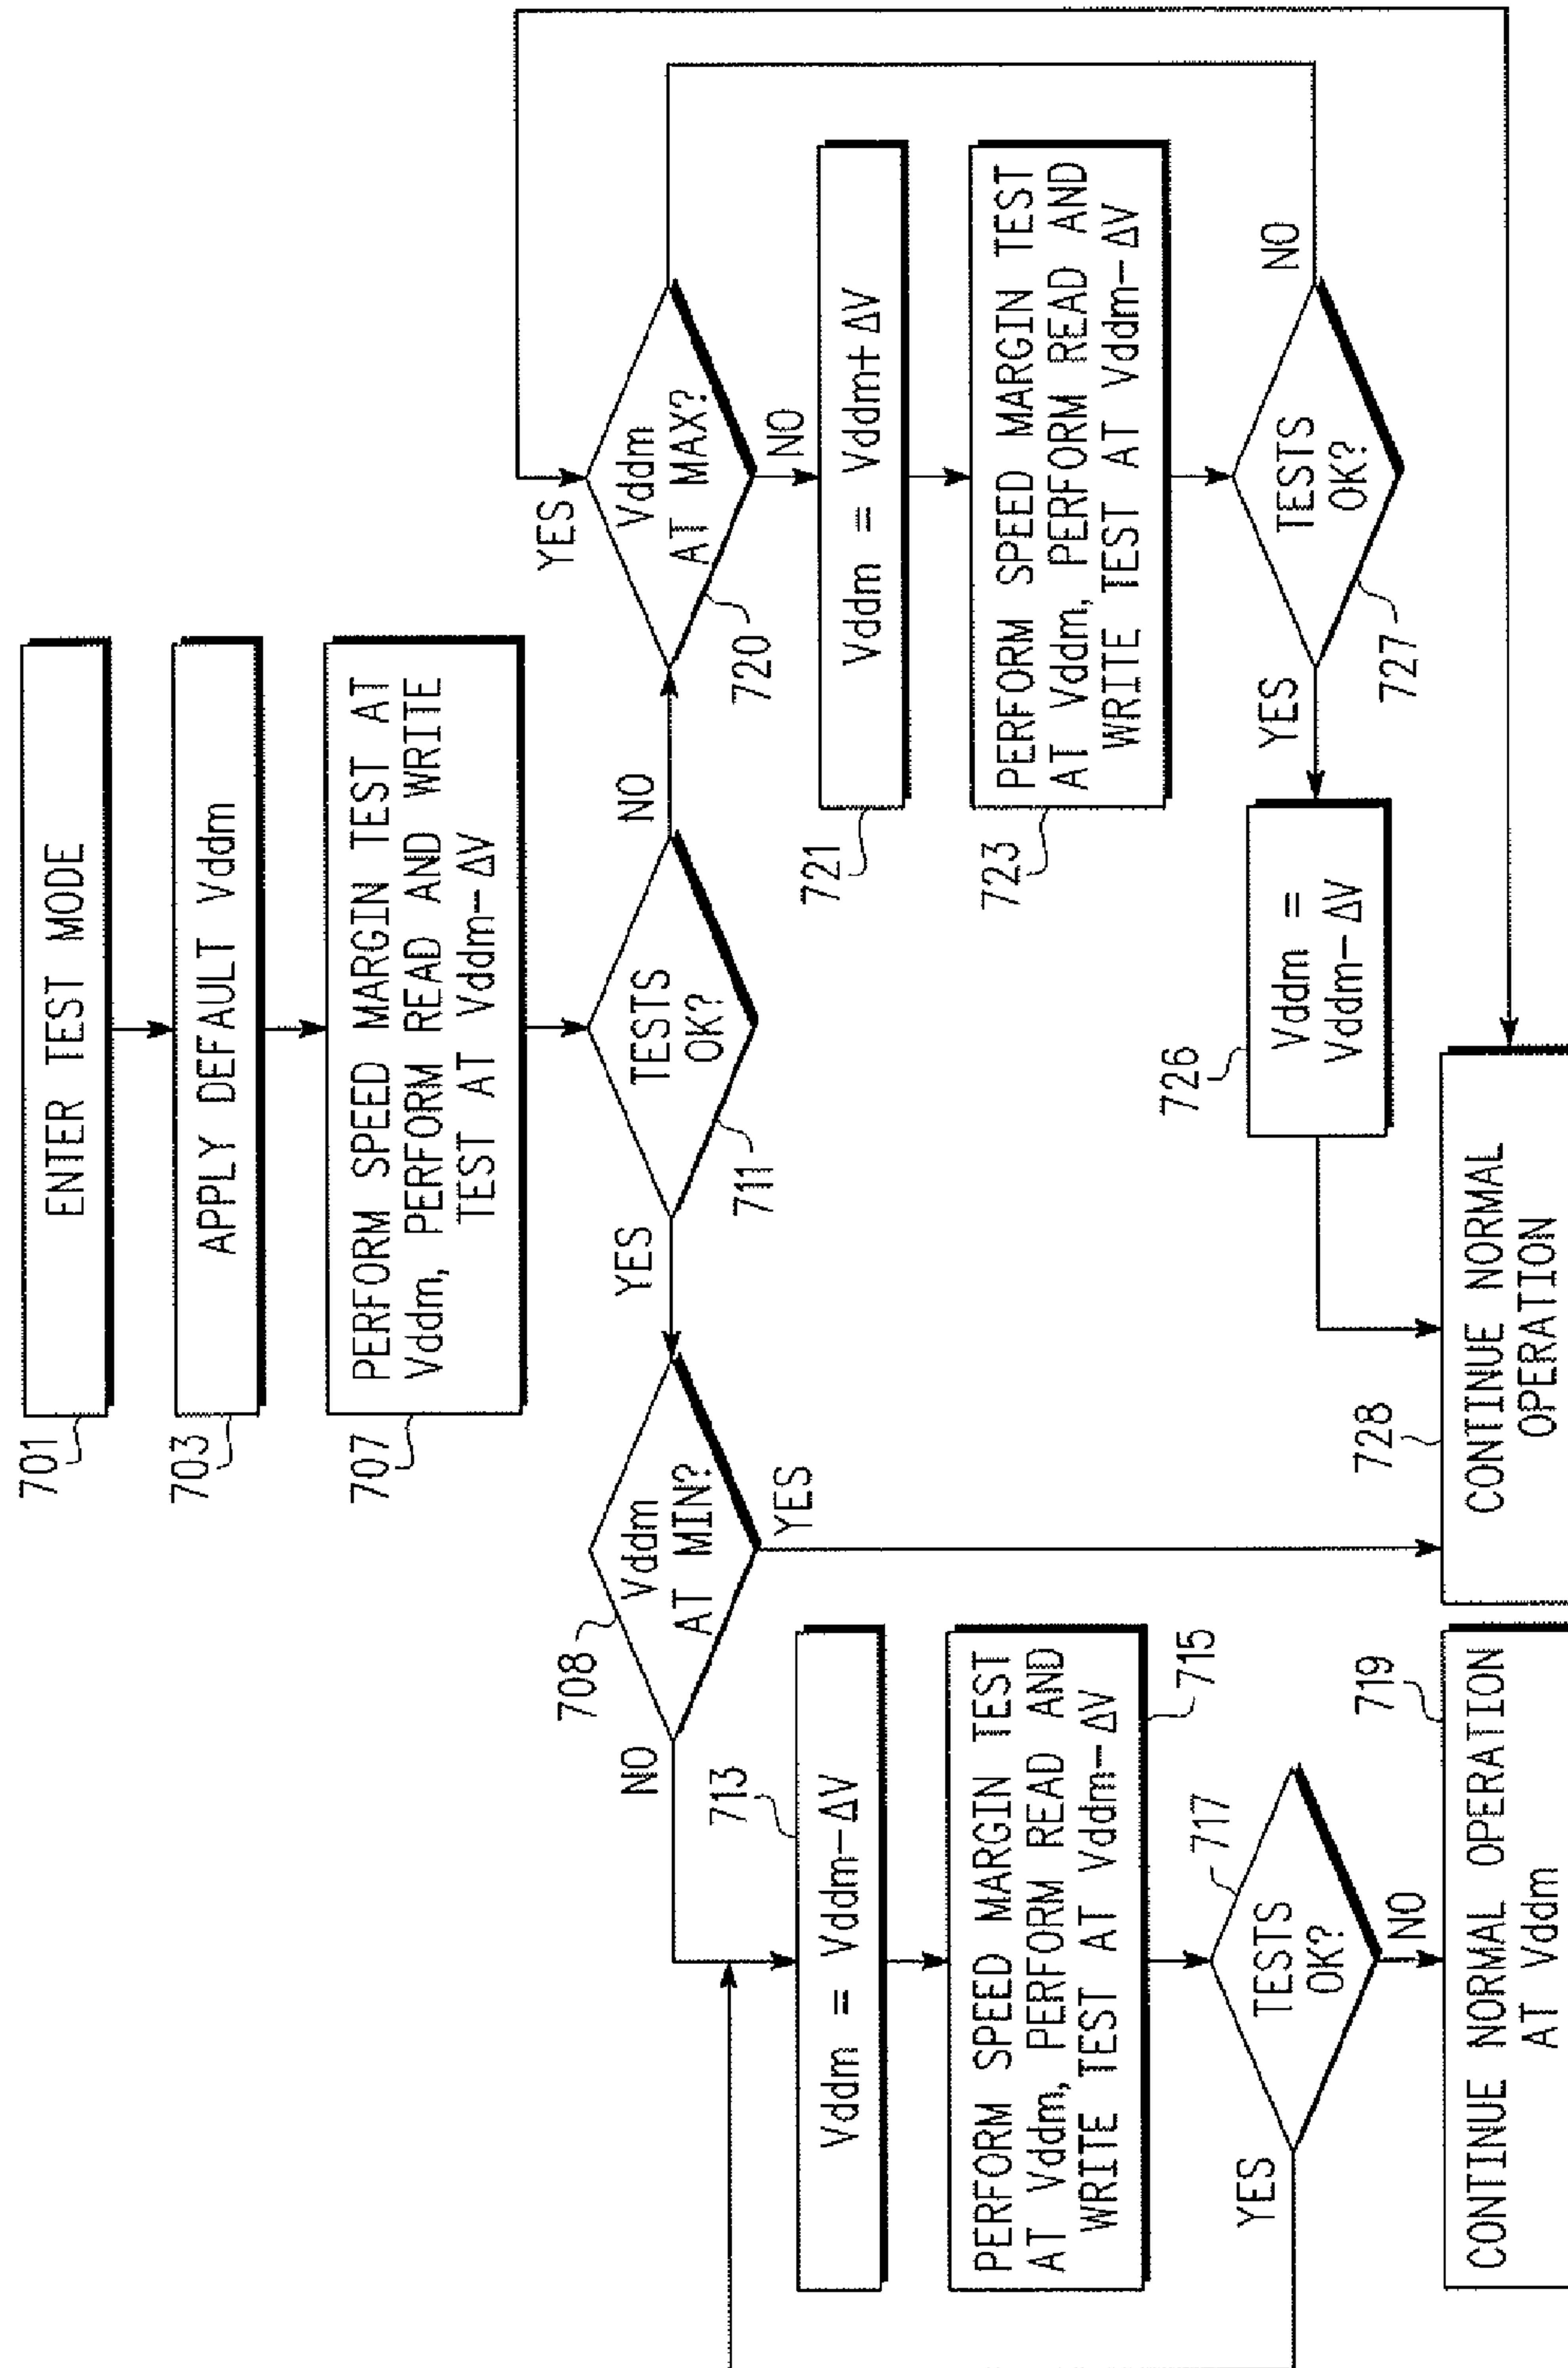 701
ENTER TEST MODE
703
APPLY DEFAULT Vddm
707
PERFORM SPEED MARGIN TEST AT
Vddm, PERFORM READ AND WRITE
TEST AT Vddm-ΔV
TESTS
OK?
711
YES
NO
708
Vddm
AT MIN?
NO
YES
713
Vddm = Vddm-ΔV
PERFORM SPEED MARGIN TEST
AT Vddm, PERFORM READ AND
WRITE TEST AT Vddm-ΔV
715
TESTS
OK?
717
YES
NO
719
CONTINUE NORMAL OPERATION
AT Vddm
YES
Vddm
AT MAX?
720
NO
721
Vddm = Vddm+ΔV
723
PERFORM SPEED MARGIN TEST
AT Vddm, PERFORM READ AND
WRITE TEST AT Vddm-ΔV
TESTS
OK?
727
YES
NO
726
Vddm =
Vddm-ΔV
728
CONTINUE NORMAL
OPERATION